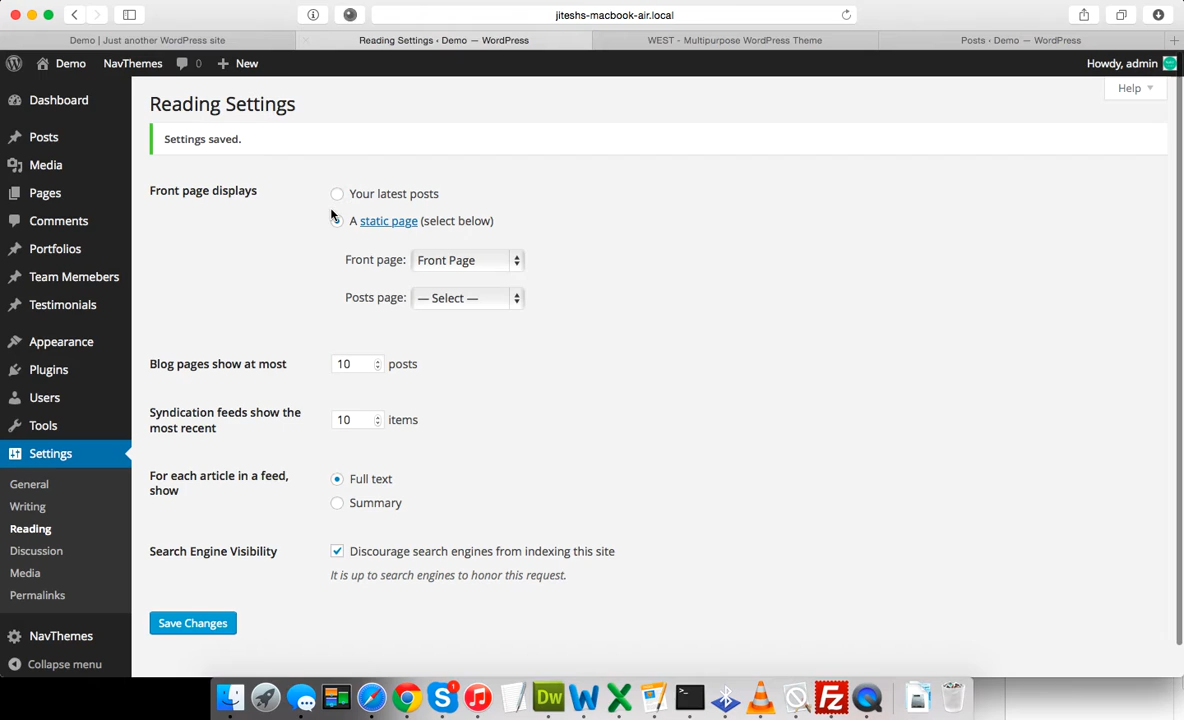 jiteshs-macbook-air.local
Demo | Just another WordPress site
Reading Settings ‹ Demo — WordPress
WEST - Multipurpose WordPress Theme
Posts ‹ Demo — WordPress
Demo
NavThemes
0
New
Howdy, admin
Help
Dashboard
Posts
Media
Pages
Comments
Portfolios
Team Memebers
Testimonials
Appearance
Plugins
Users
Tools
Settings
General
Writing
Reading
Discussion
Media
Permalinks
NavThemes
Collapse menu
Reading Settings
Settings saved.
Front page displays
Your latest posts
A static page (select below)
Front page: Front Page
Posts page: — Select —
Blog pages show at most
10 posts
Syndication feeds show the
most recent
10 items
For each article in a feed,
show
Full text
Summary
Search Engine Visibility
Discourage search engines from indexing this site
It is up to search engines to honor this request.
Save Changes
Dw
W
X
Fz
1